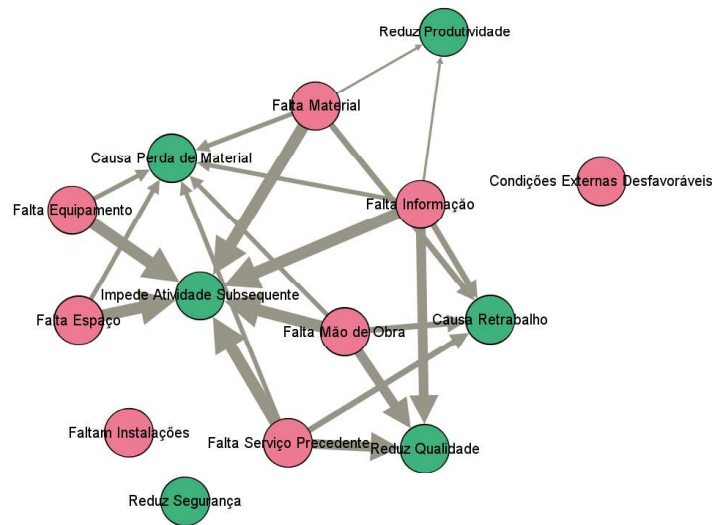 Reduz Produtividade
Falta Material
Causa Perda de Material
Condições Externas Desfavoráveis
Falta Equipamento
Falta Informação
Impede Atividade Subsequente
Falta Espaço
Falta Mão de Obra
Causa Retrabalho
Faltam Instalações
Falta Serviço Precedente
Reduz Qualidade
Reduz Segurança